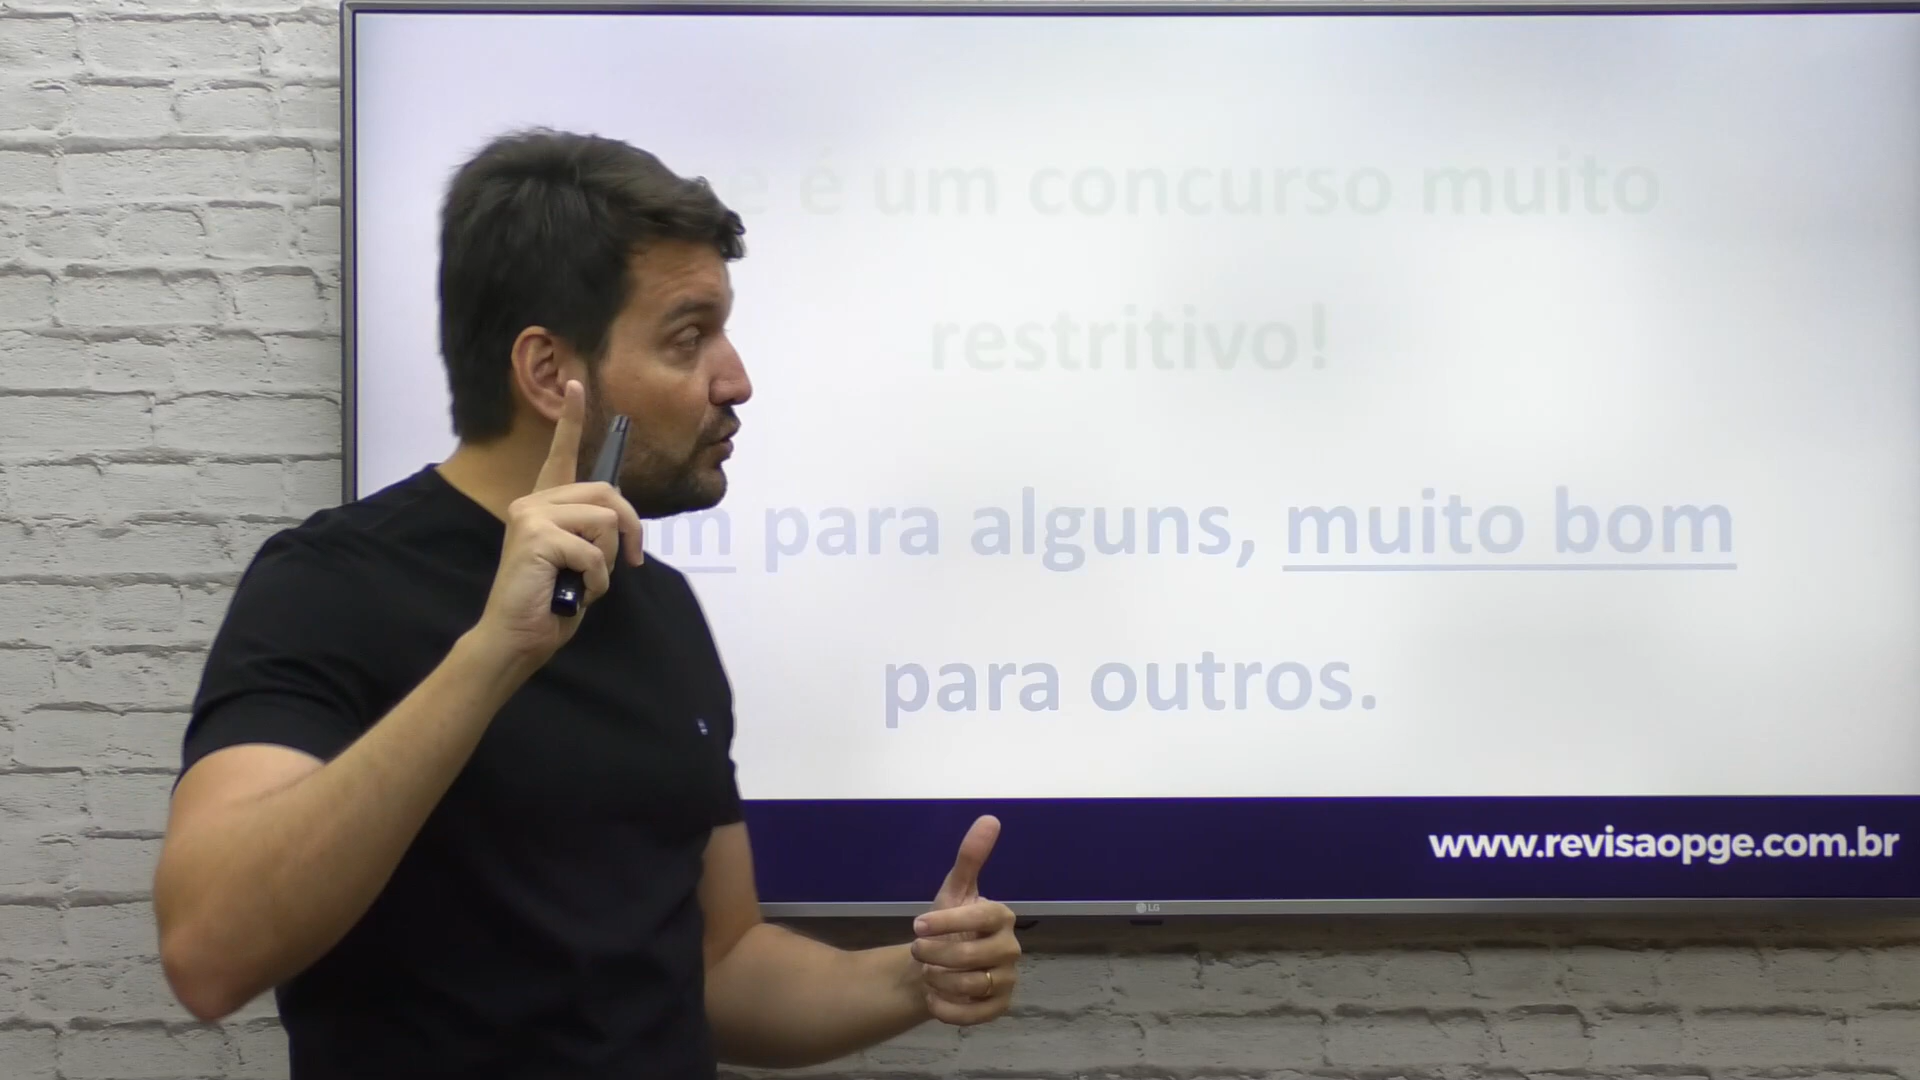 é um concurso muito
restritivo!
para alguns, muito bom
para outros.
www.revisaopge.com.br
LG